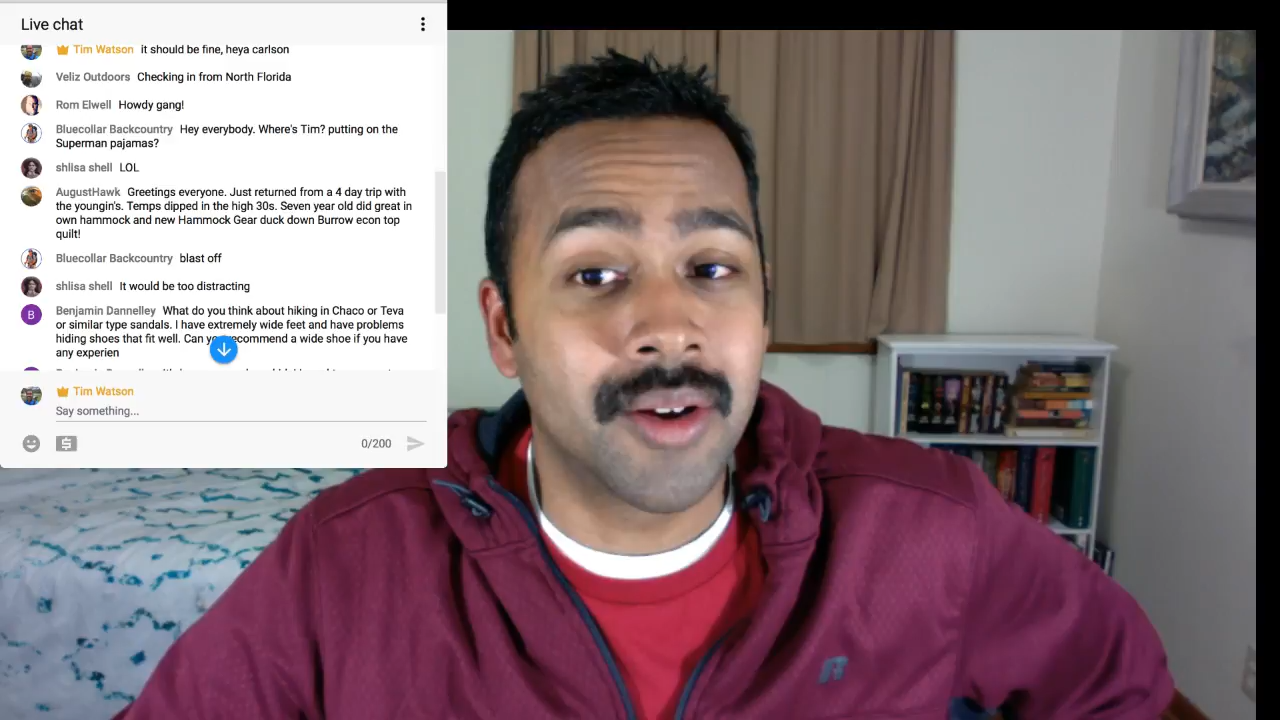 Live chat
Tim Watson it should be fine, heya carlson
Veliz Outdoors Checking in from North Florida
Rom Elwell Howdy gang!
Bluecollar Backcountry Hey everybody. Where's Tim? putting on the
Superman pajamas?
shlisa shell LOL
AugustHawk Greetings everyone. Just returned from a 4 day trip with
the youngin's. Temps dipped in the high 30s. Seven year old did great in
own hammock and new Hammock Gear duck down Burrow econ top
quilt!
Bluecollar Backcountry blast off
shlisa shell It would be too distracting
B
Benjamin Dannelley What do you think about hiking in Chaco or Teva
or similar type sandals. I have extremely wide feet and have problems
hiding shoes that fit well. Can recommend a wide shoe if you have
any experien
Tim Watson
Say something...
0/200